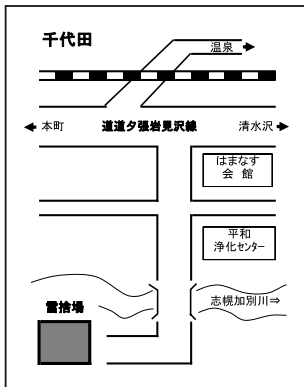 千代田
温泉
本町
道道夕張岩見沢線
清水沢
はまなす
会館
平和
浄化センター
雪捨場
志幌加別川⇒